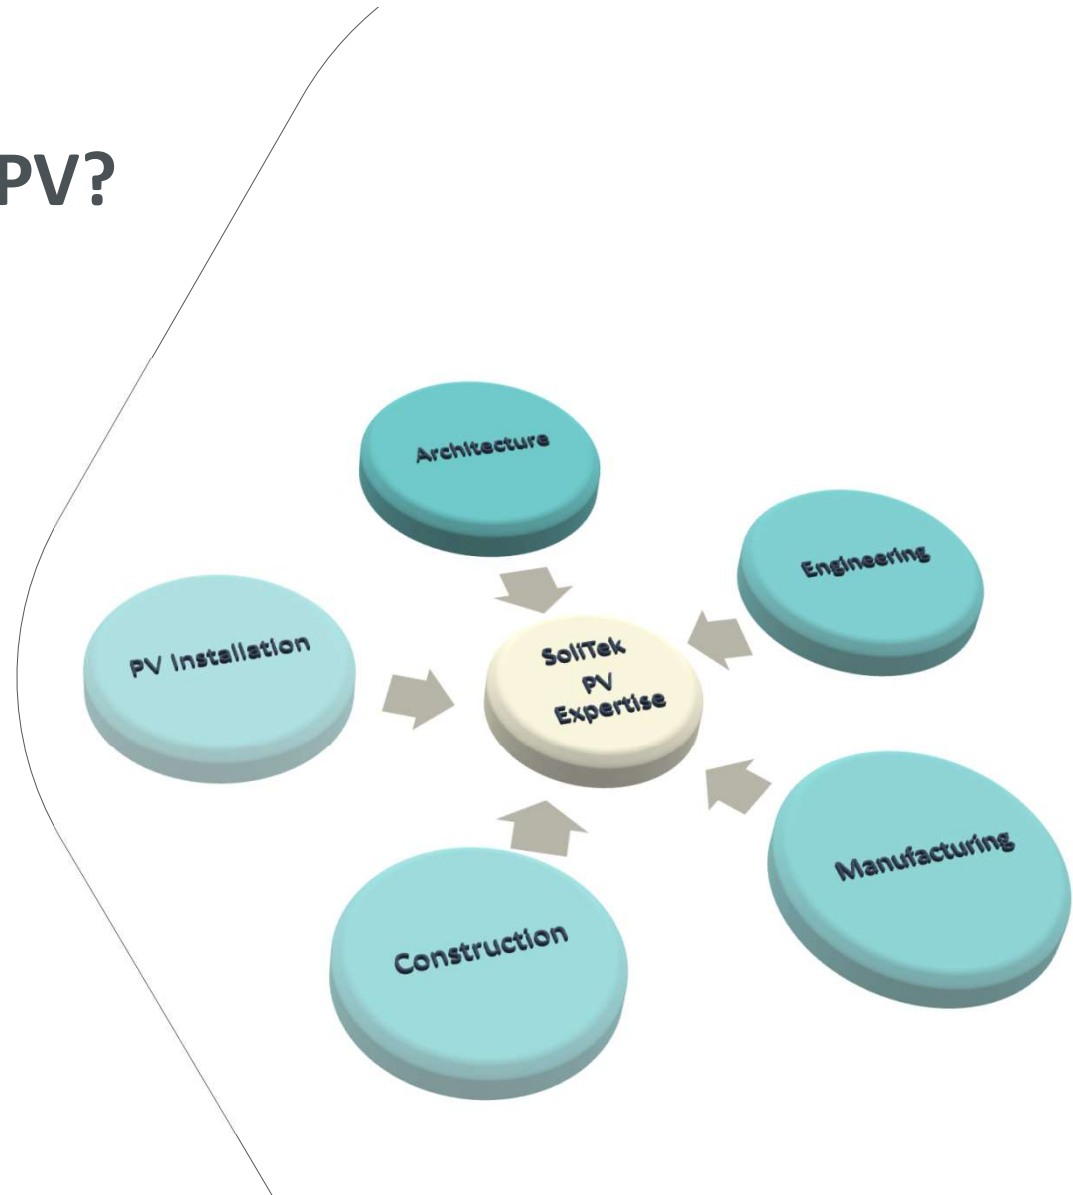 PV?
Architecture
Engineering
PV Installation
SoliTek
PV
Expertise
Manufacturing
Construction